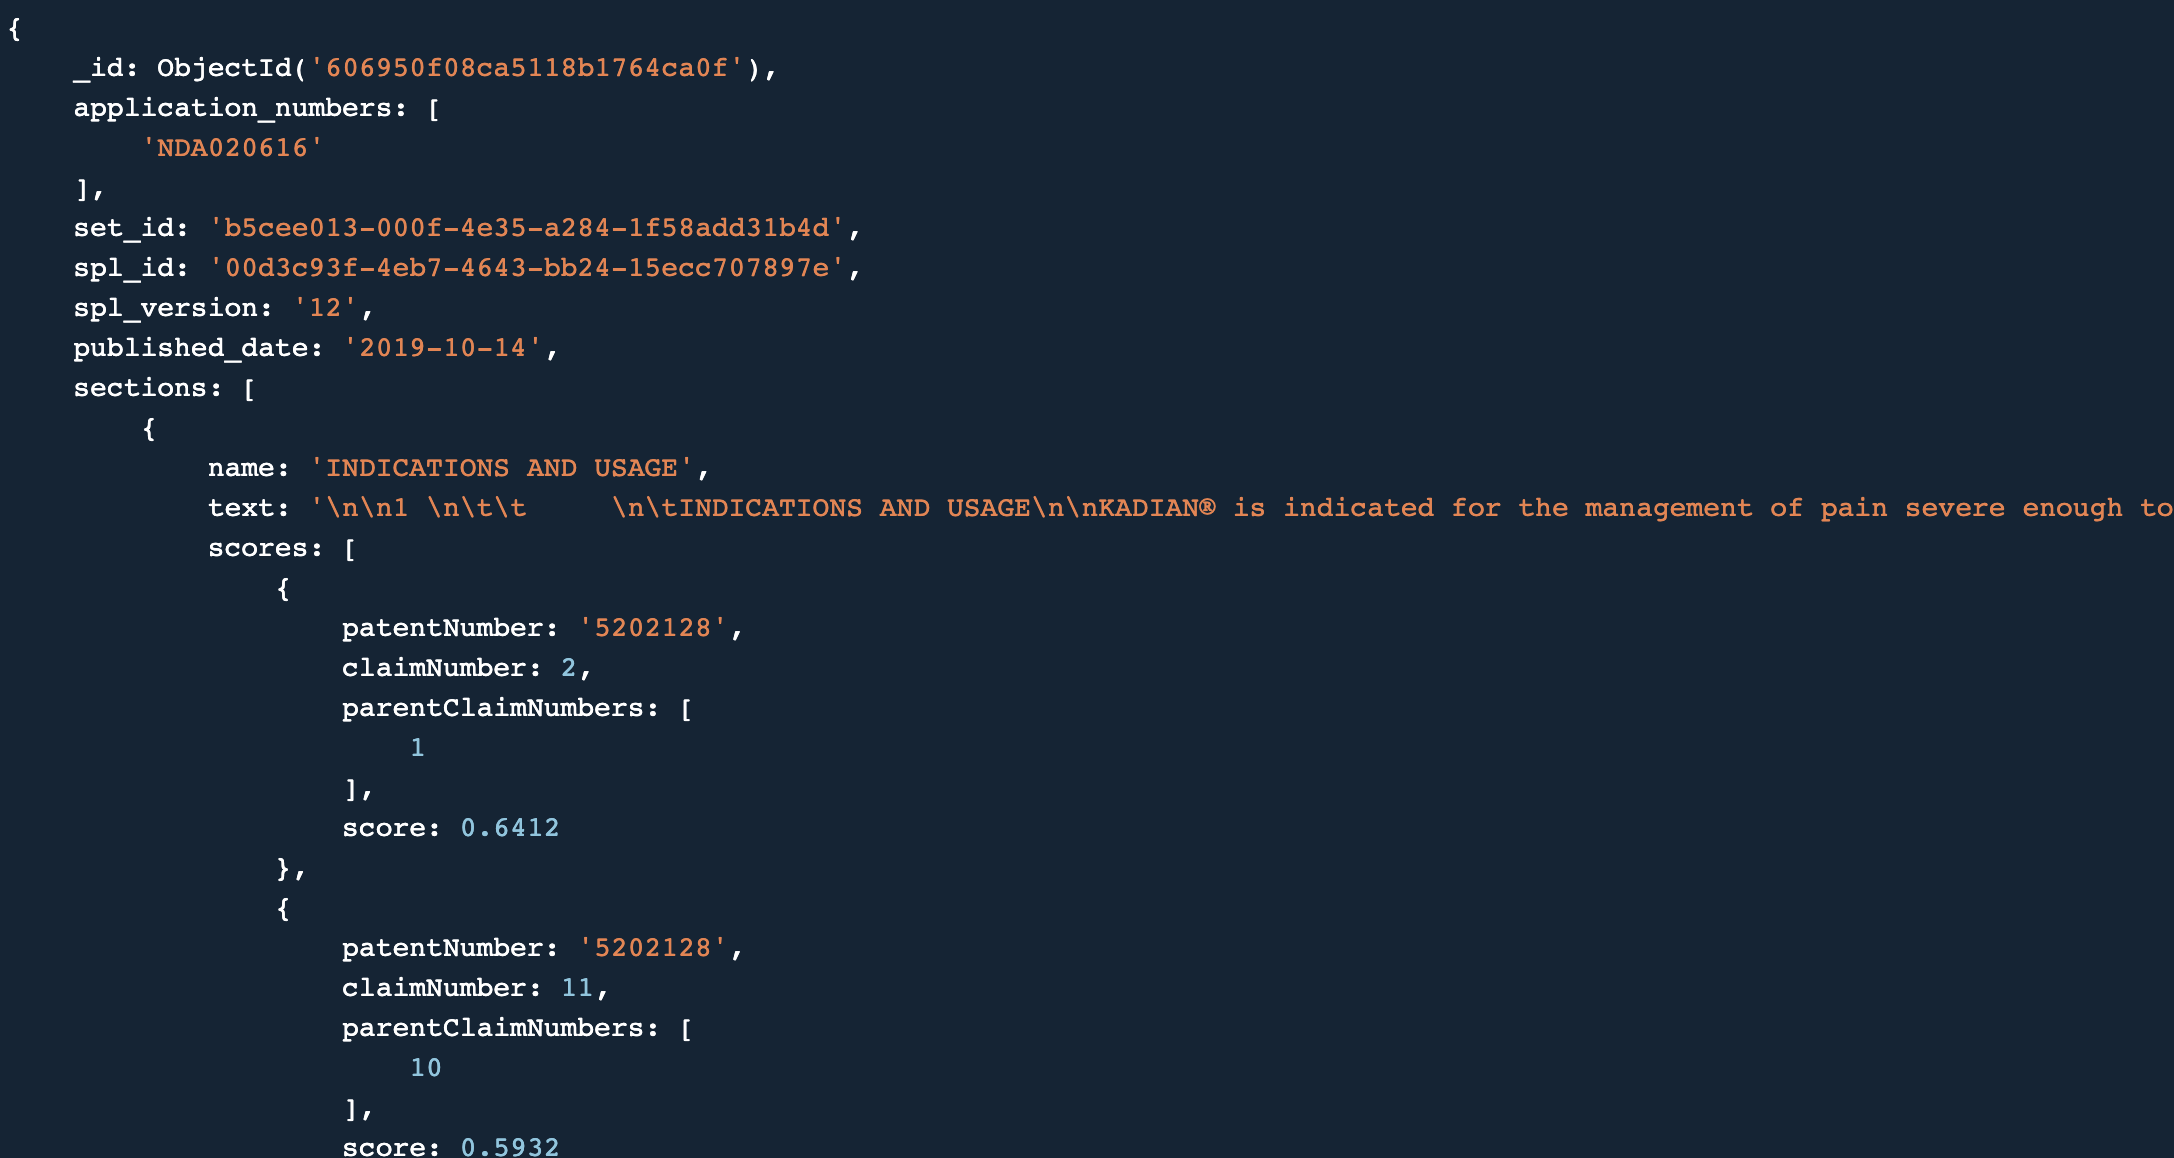 {
    _id: ObjectId('606950f08ca5118b1764ca0f'),
    application_numbers: [
        'NDA020616'
    ],
    set_id: 'b5cee013-000f-4e35-a284-1f58add31b4d',
    spl_id: '00d3c93f-4eb7-4643-bb24-15ecc707897e',
    spl_version: '12',
    published_date: '2019-10-14',
    sections: [
        {
            name: 'INDICATIONS AND USAGE',
            text: '\n\n1 \n\t\t     \n\tINDICATIONS AND USAGE\n\nKADIAN® is indicated for the management of pain severe enough to
            scores: [
                {
                    patentNumber: '5202128',
                    claimNumber: 2,
                    parentClaimNumbers: [
                        1
                    ],
                    score: 0.6412
                },
                {
                    patentNumber: '5202128',
                    claimNumber: 11,
                    parentClaimNumbers: [
                        10
                    ],
                    score: 0.5932